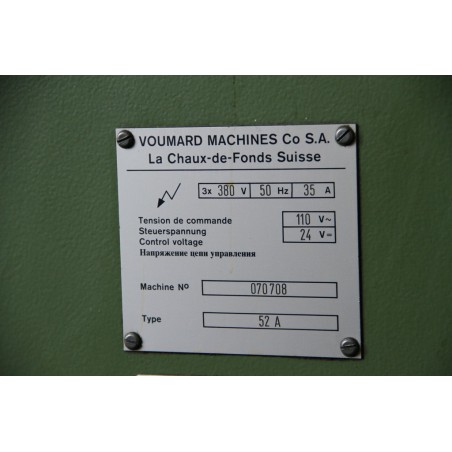 VOUMARD MACHINES Co S.A.
La Chaux-de-Fonds Suisse
3x 380 V 50 Hz 35 A
Tension de commande 110 V~
Steuerspannung 24 V=
Control voltage
Напряжение цепи управления
Machine Nº 070708
Type 52 A